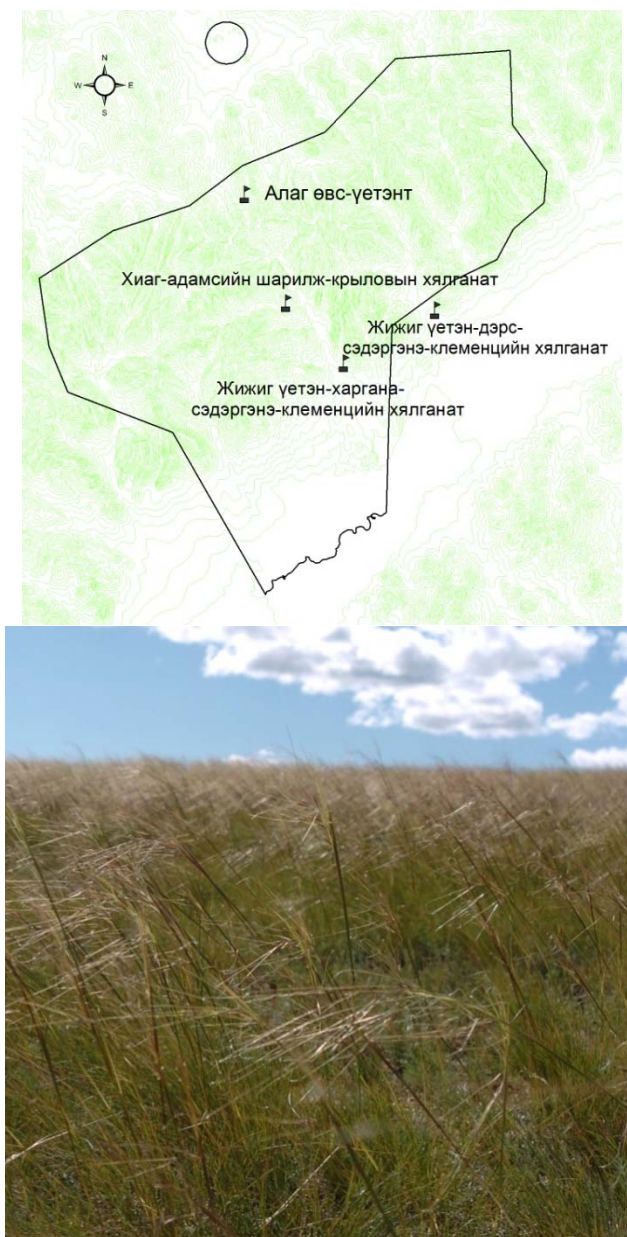 N
W E
S
Алаг өвс-үетэнт
Хиаг-адамсийн шарилж-крыловын хялганат
Жижиг үетэн-дэрс-
сэдэргэнэ-клеменцийн хялганат
Жижиг үетэн-харгана-
сэдэргэнэ-клеменцийн хялганат